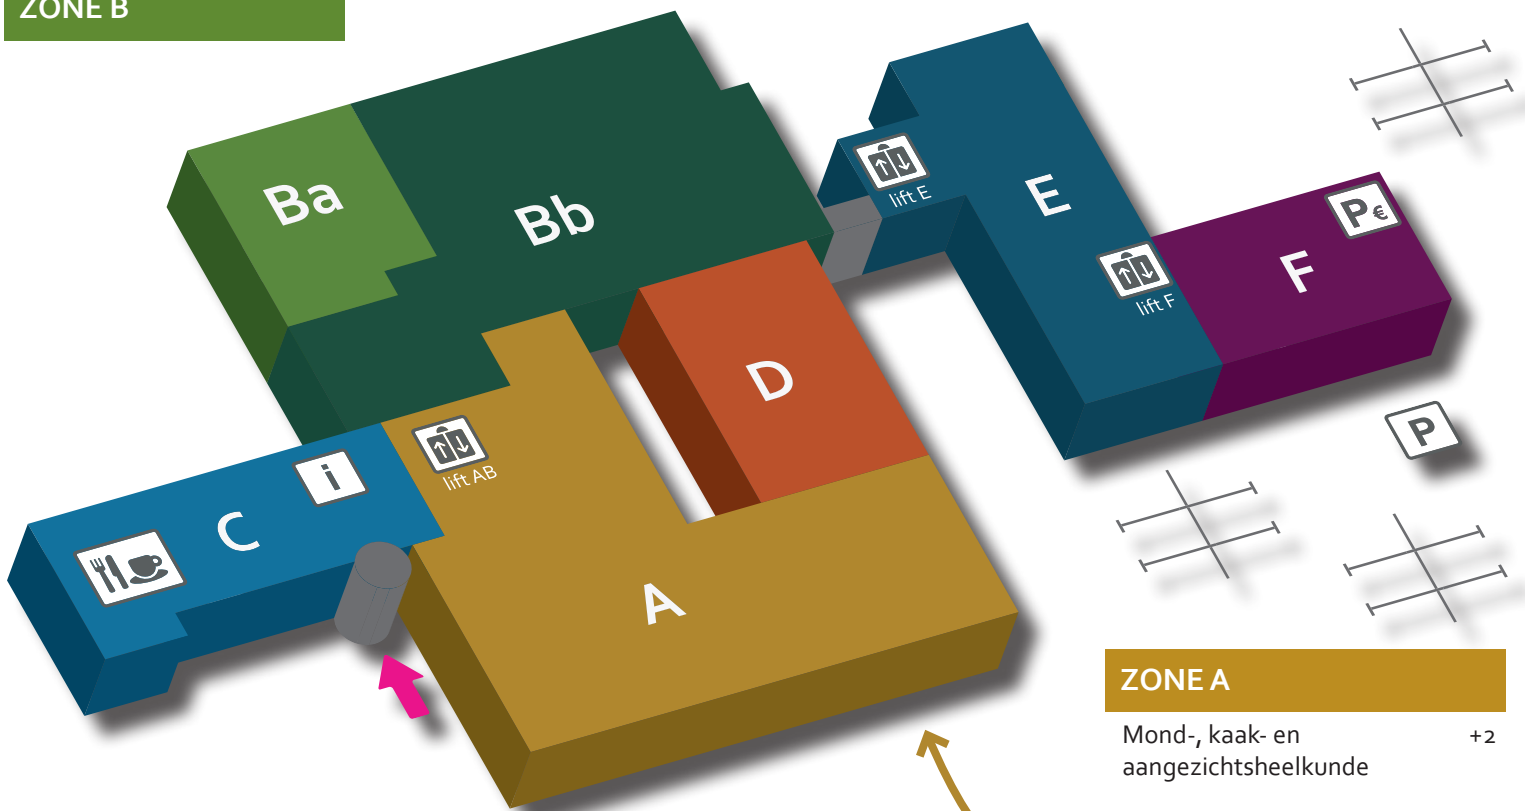 ZONE B
Ba
Bb
lift E
E
P€
F
lift F
D
lift AB
i
C
P
A
ZONE A
Mond-, kaak- en +2
aangezichtsheelkunde